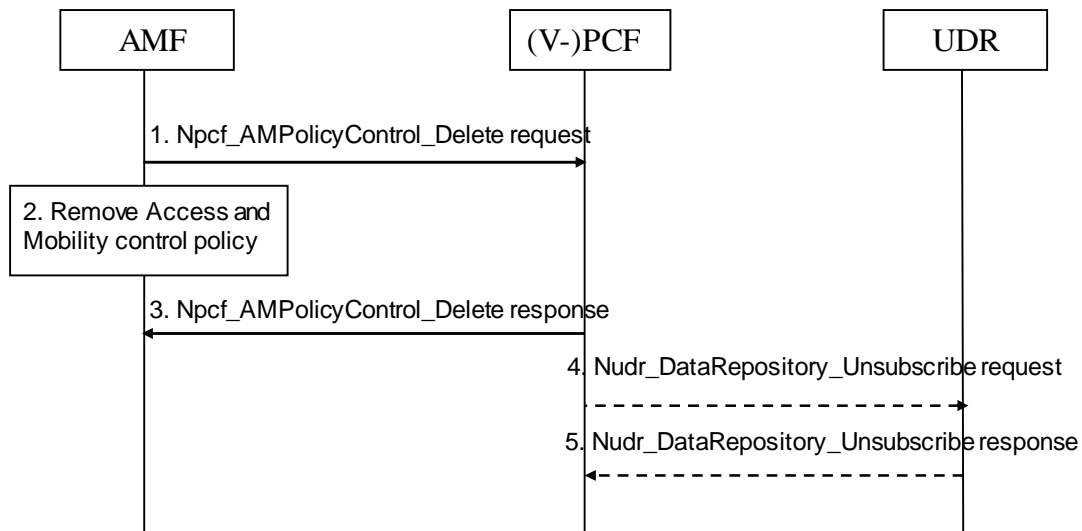 AMF
(V-)PCF
UDR
1. Npcf_AMPolicyControl_Delete request
2. Remove Access and
Mobility control policy
3. Npcf_AMPolicyControl_Delete response
4. Nudr_DataRepository_Unsubscribe request
5. Nudr_DataRepository_Unsubscribe response